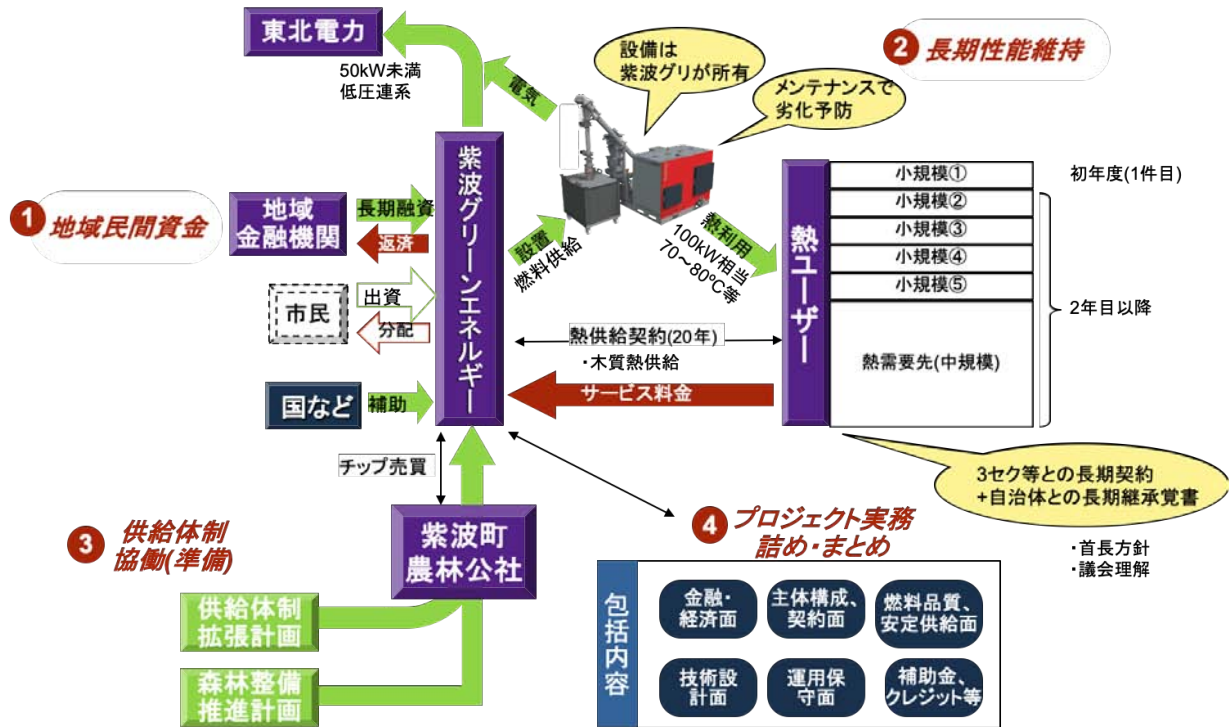 東北電力
50kW未満
低圧連系
電気
設備は
紫波グリが所有
メンテナンスで
劣化予防
2 長期性能維持
1 地域民間資金
地域
金融機関
長期融資
返済
市民
出資
分配
国など
補助
紫波グリーンエネルギー
設置
燃料供給
熱利用
100kW相当
70～80℃等
熱ユーザー
小規模①
小規模②
小規模③
小規模④
小規模⑤
熱需要先(中規模)
初年度(1件目)
2年目以降
熱供給契約(20年)
・木質熱供給
サービス料金
チップ売買
3セク等との長期契約
+自治体との長期継承覚書
・首長方針
・議会理解
3 供給体制
協働(準備)
紫波町
農林公社
供給体制
拡張計画
森林整備
推進計画
4 プロジェクト実務
詰め・まとめ
包括内容
金融・
経済面
主体構成、
契約面
燃料品質、
安定供給面
技術設
計面
運用保
守面
補助金、
クレジット等